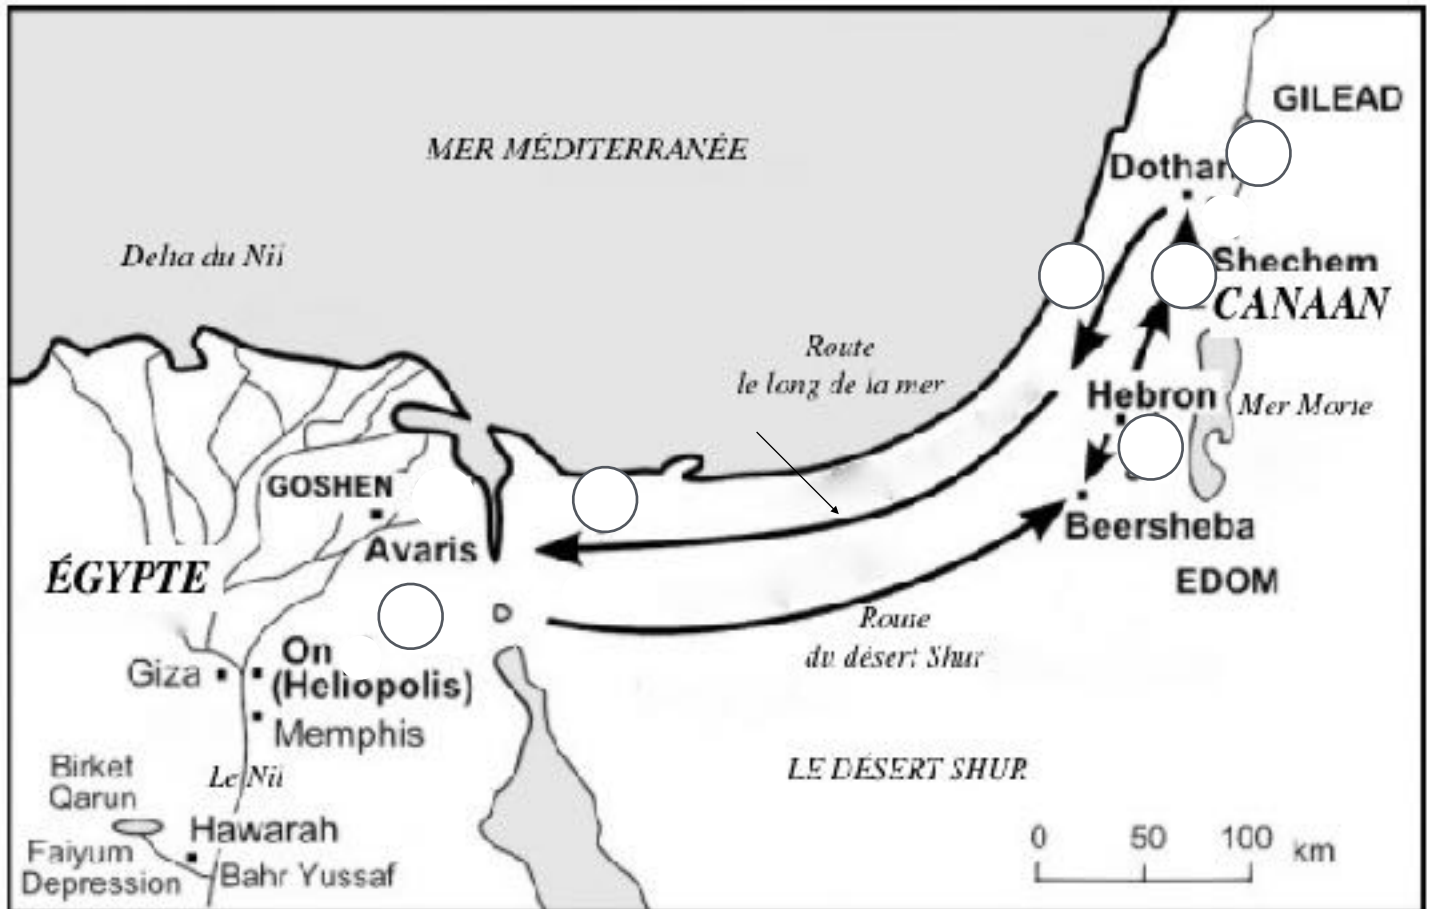 GILEAD
MER MÉDITERRANÉE
Dothan
Delta du Nil
Shechem
CANAAN
Route
le long de la mer
Hebron
Mer Morte
GOSHEN
Beersheba
Avaris
ÉGYPTE
EDOM
Route
du désert Shur
On
(Heliopolis)
Giza
Memphis
LE DÉSERT SHUR
Birket
Qarun
Le Nil
Hawarah
Faiyum
Depression
Bahr Yussaf
0 50 100 km